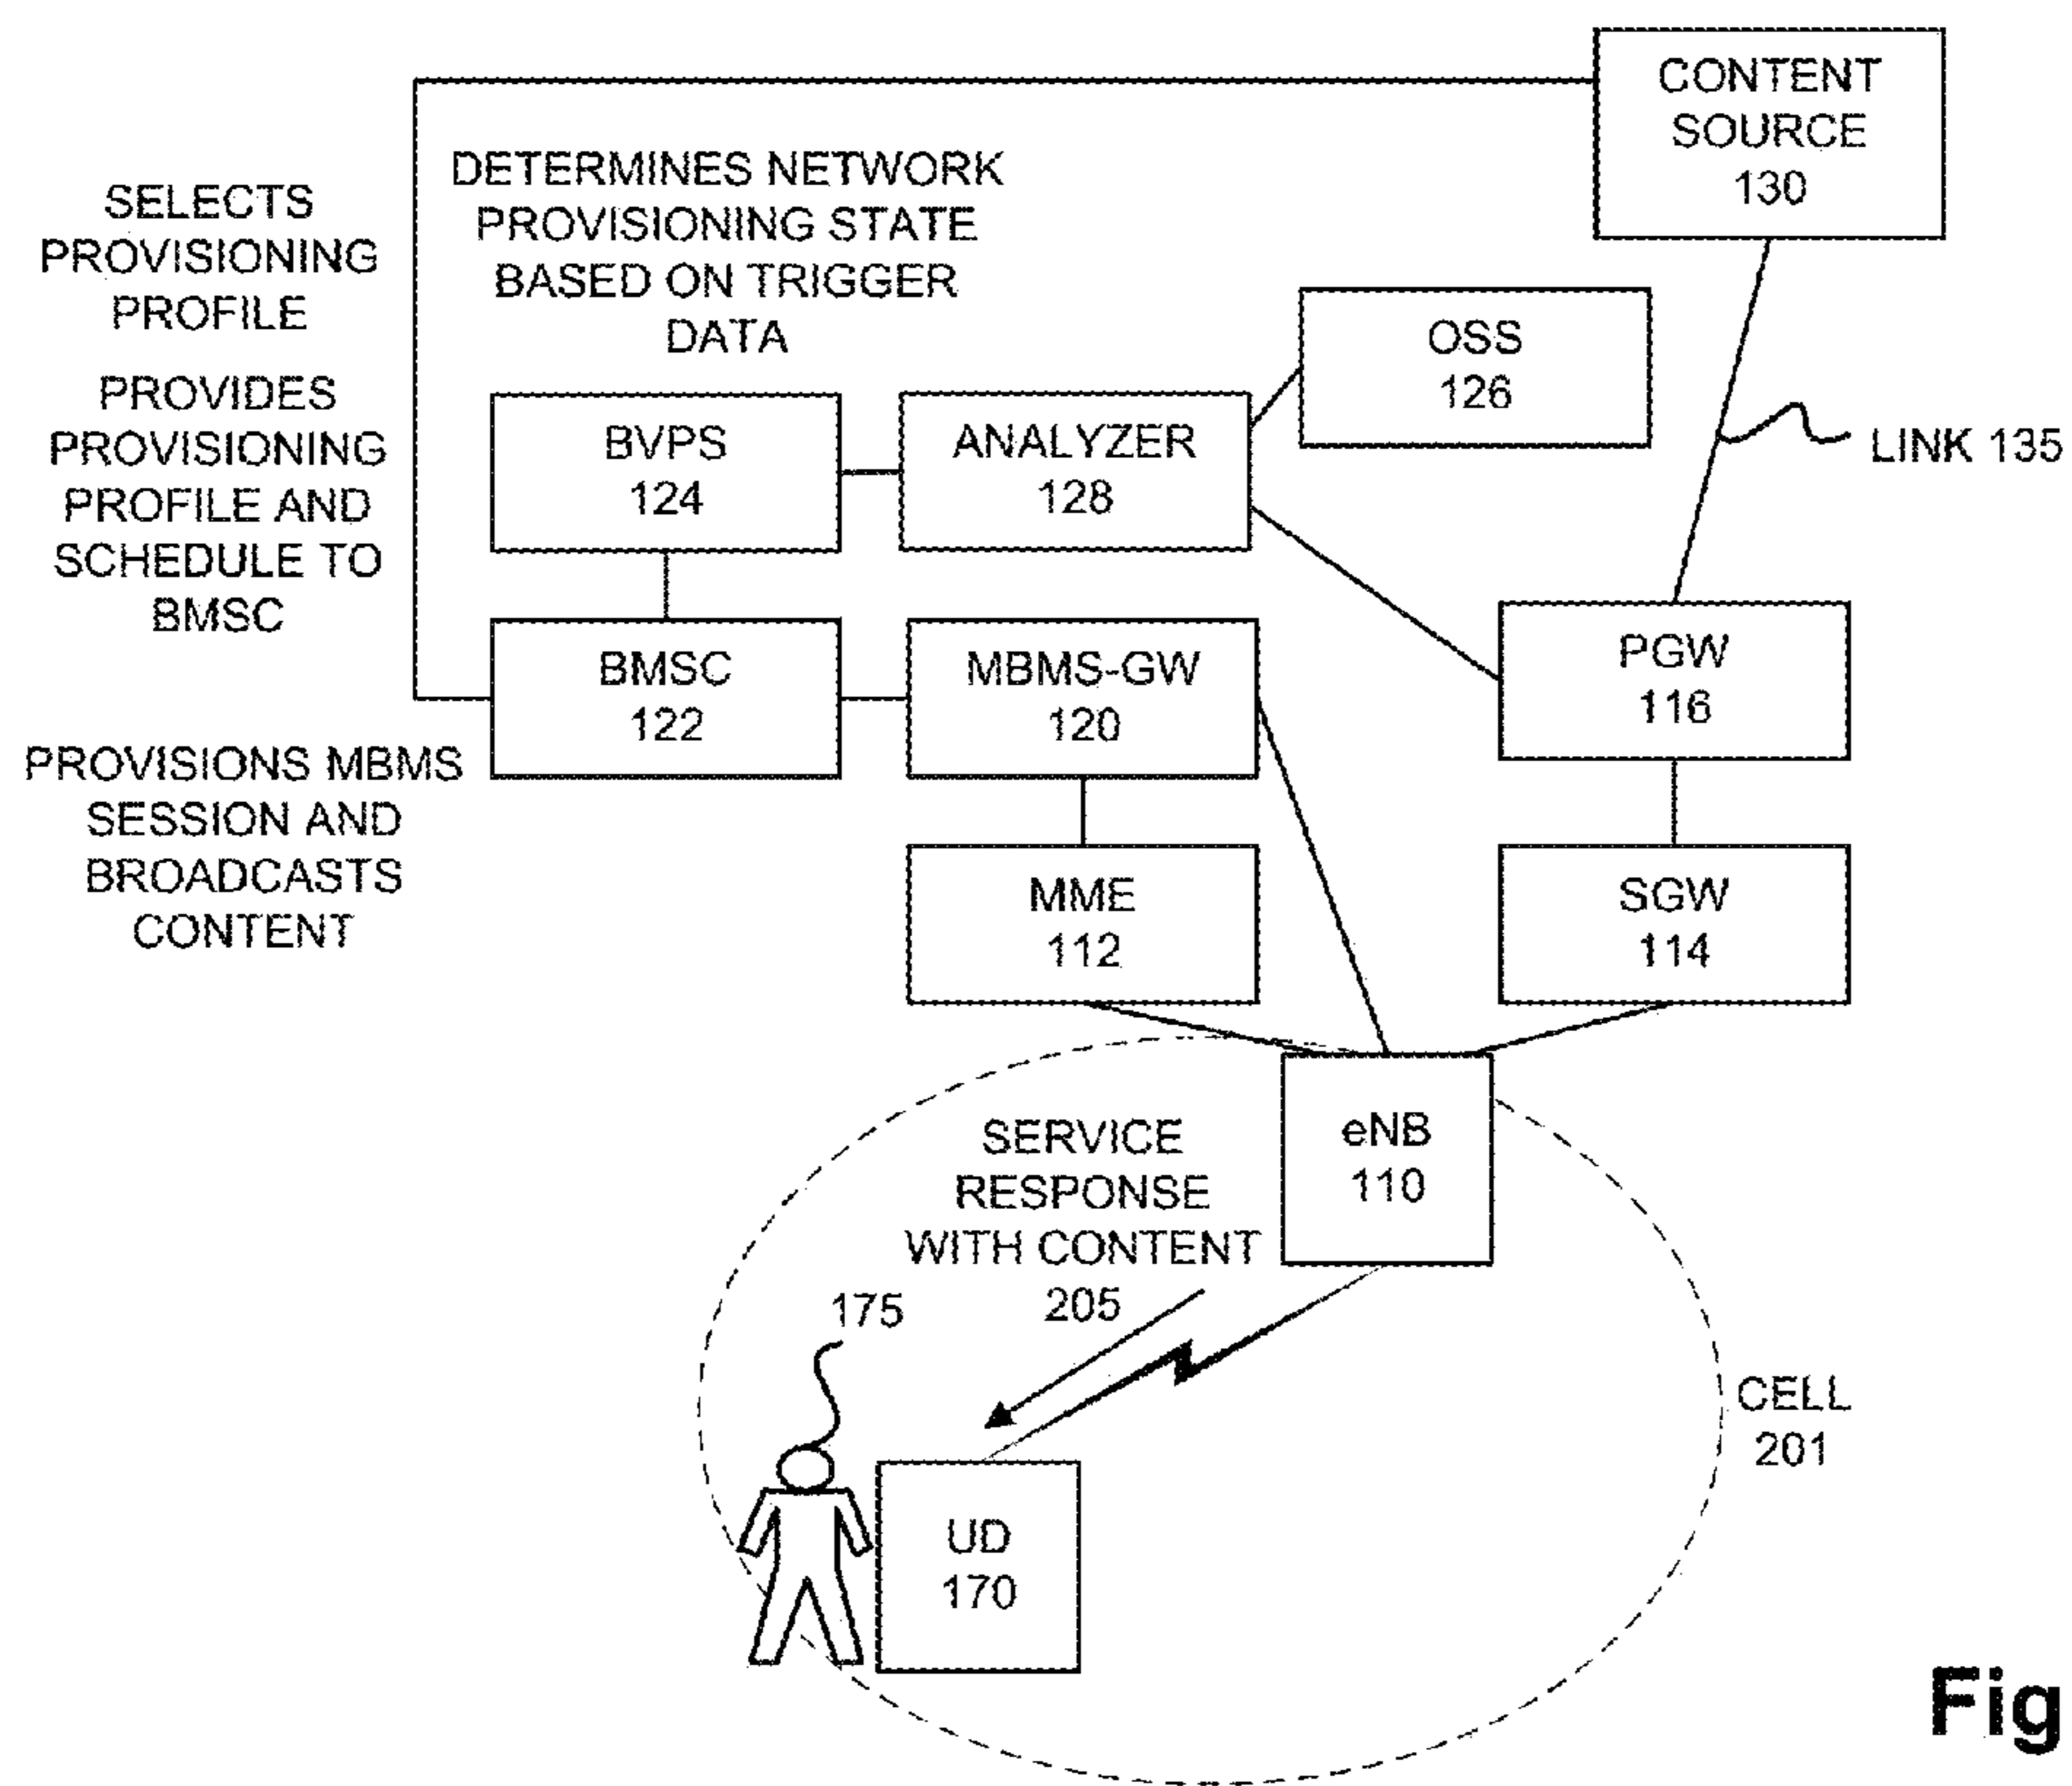 CONTENT
SOURCE
130
DETERMINES NETWORK
PROVISIONING STATE
BASED ON TRIGGER
DATA
SELECTS
PROVISIONING
PROFILE
OSS
126
PROVIDES
PROVISIONING
PROFILE AND
SCHEDULE TO
BMSC
BVPS
124
ANALYZER
128
LINK 135
BMSC
122
MBMS-GW
120
PGW
116
PROVISIONS MBMS
SESSION AND
BROADCASTS
CONTENT
MME
112
SGW
114
eNB
110
SERVICE
RESPONSE
WITH CONTENT
205
175
CELL
201
UD
170
Fig